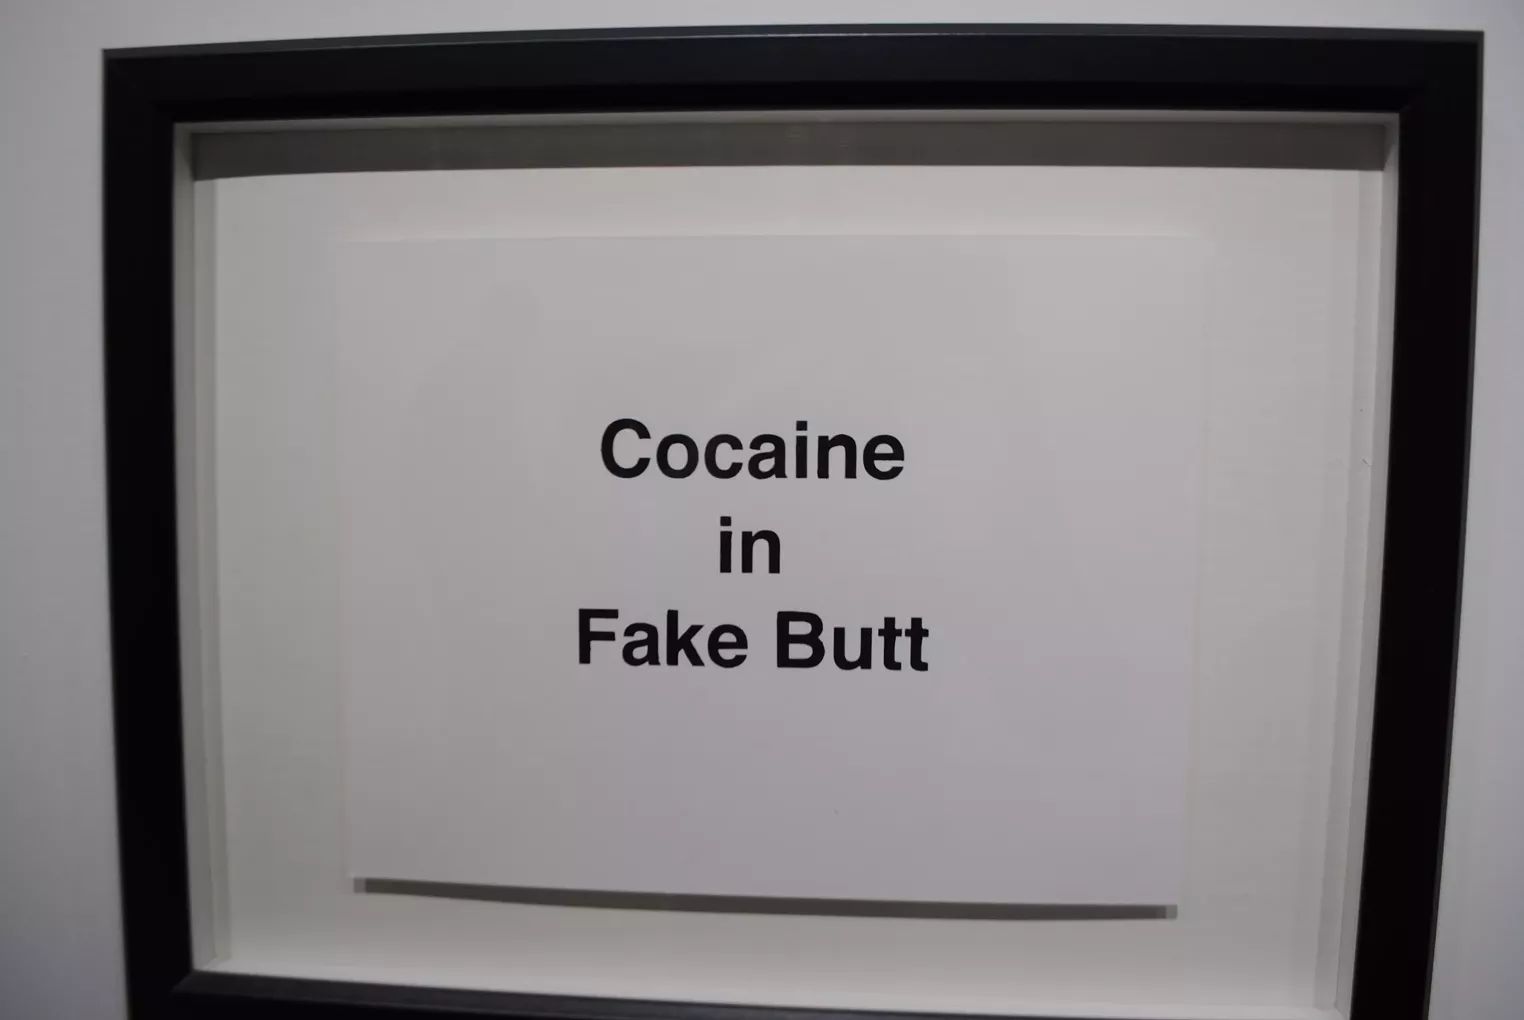 Cocaine
in
Fake Butt